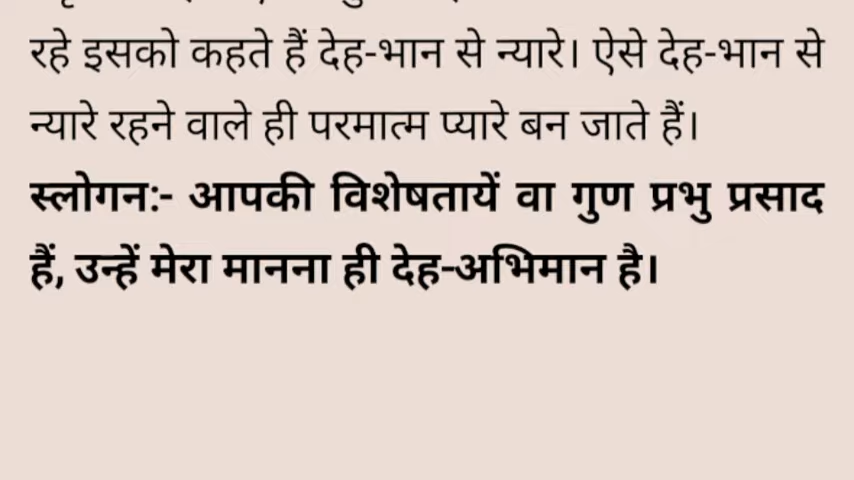 रहे इसको कहते हैं देह-भान से न्यारे। ऐसे देह-भान से
न्यारे रहने वाले ही परमात्म प्यारे बन जाते हैं।
स्लोगन:- आपकी विशेषतायें वा गुण प्रभु प्रसाद
हैं, उन्हें मेरा मानना ही देह-अभिमान है।